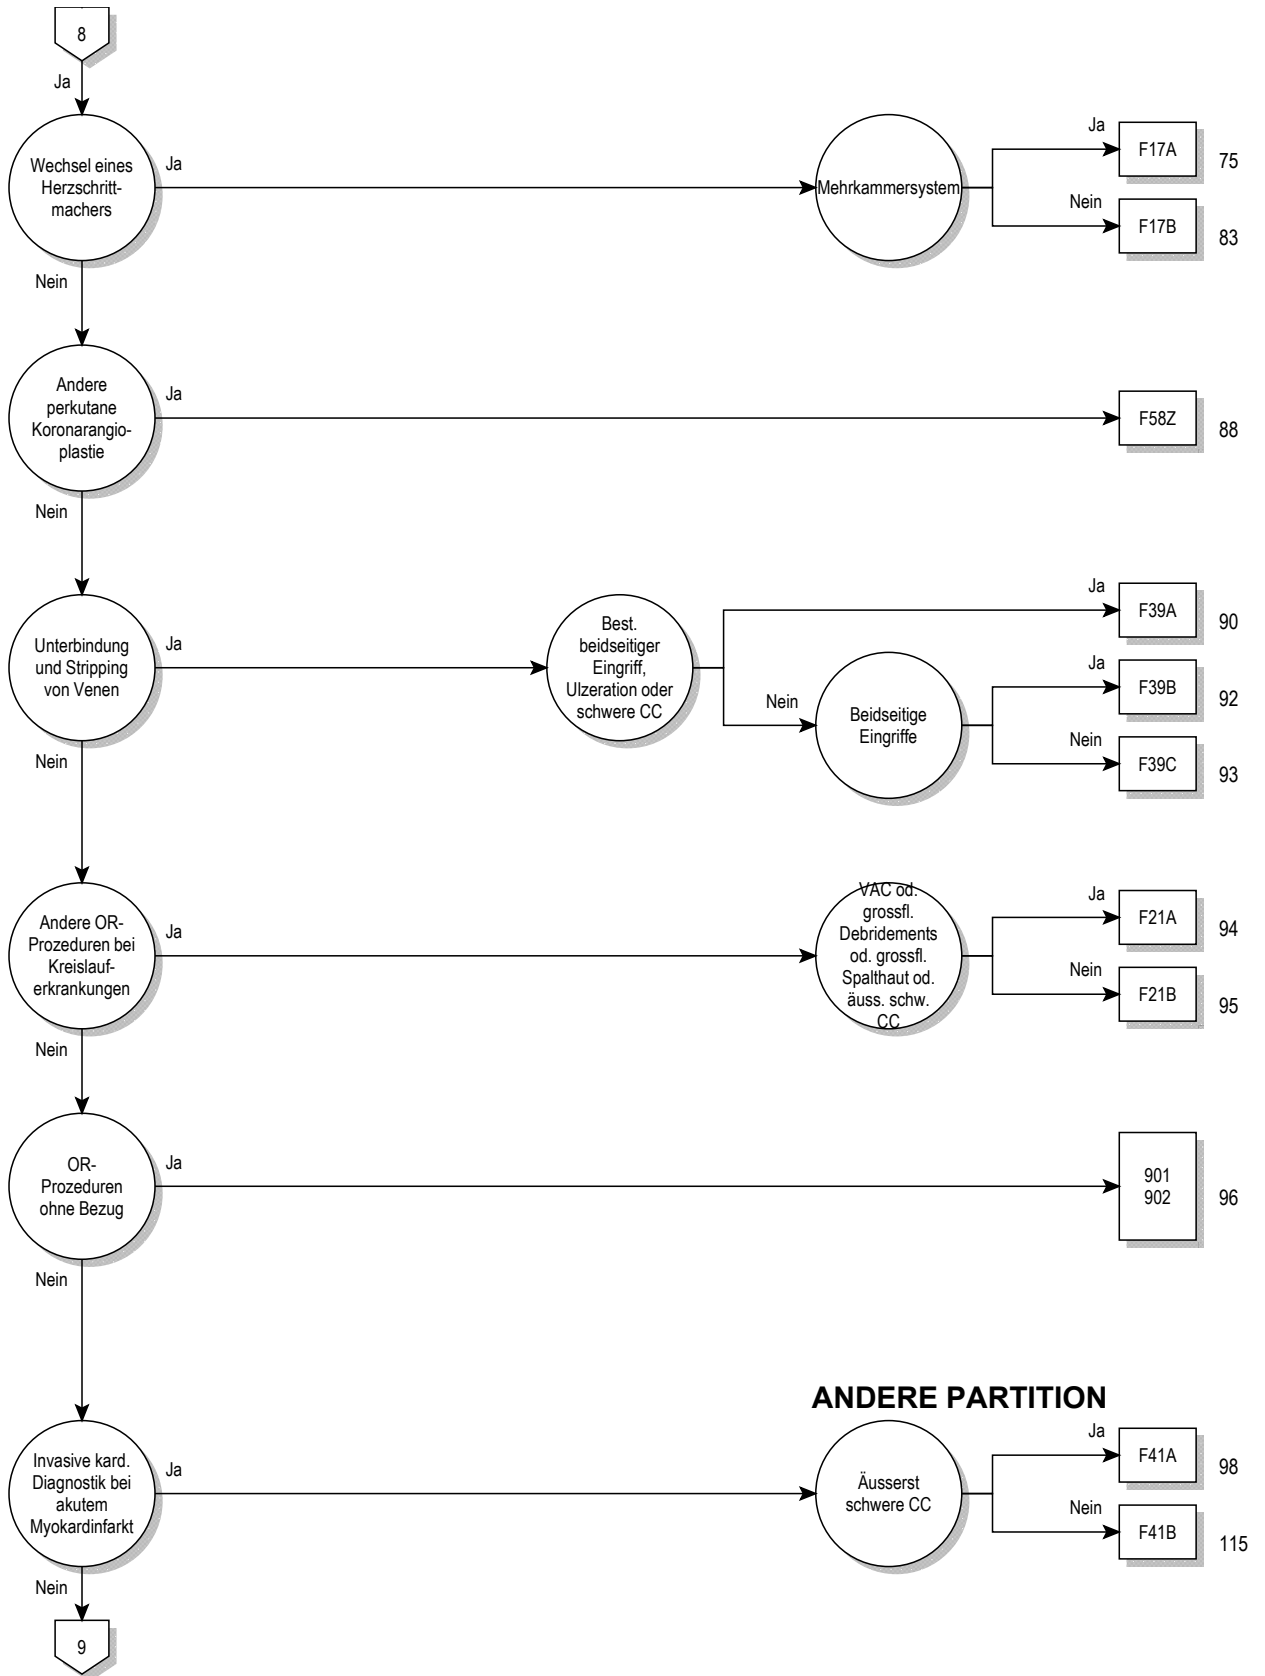 8
Ja
Wechsel eines
Herzschritt-
machers
Ja
Mehrkammersystem
Ja
F17A
75
Nein
F17B
83
Nein
Andere
perkutane
Koronarangio-
plastie
Ja
F58Z
88
Nein
Unterbindung
und Stripping
von Venen
Ja
Best.
beidseitiger
Eingriff,
Ulzeration oder
schwere CC
Ja
F39A
90
Nein
Beidseitige
Eingriffe
Ja
F39B
92
Nein
F39C
93
Nein
Andere OR-
Prozeduren bei
Kreislauf-
erkrankungen
Ja
VAC od.
grossfl.
Debridements
od. grossfl.
Spalthaut od.
äuss. schw.
CC
Ja
F21A
94
Nein
F21B
95
Nein
OR-
Prozeduren
ohne Bezug
Ja
901
902
96
Nein
ANDERE PARTITION
Invasive kard.
Diagnostik bei
akutem
Myokardinfarkt
Ja
Äusserst
schwere CC
Ja
F41A
98
Nein
F41B
115
Nein
9